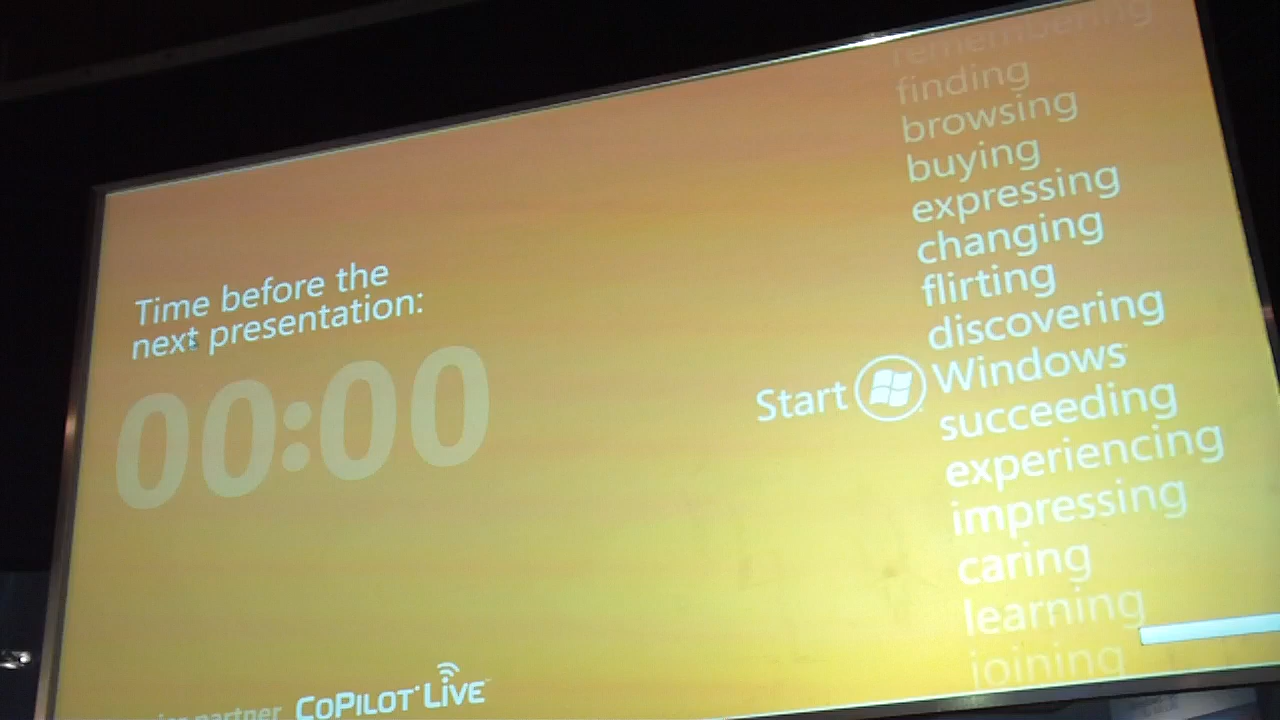 Time before the
next presentation:
00:00
remembering
finding
browsing
buying
expressing
changing
flirting
discovering
Start Windows
succeeding
experiencing
impressing
caring
learning
joining
partner COPILOT LIVE